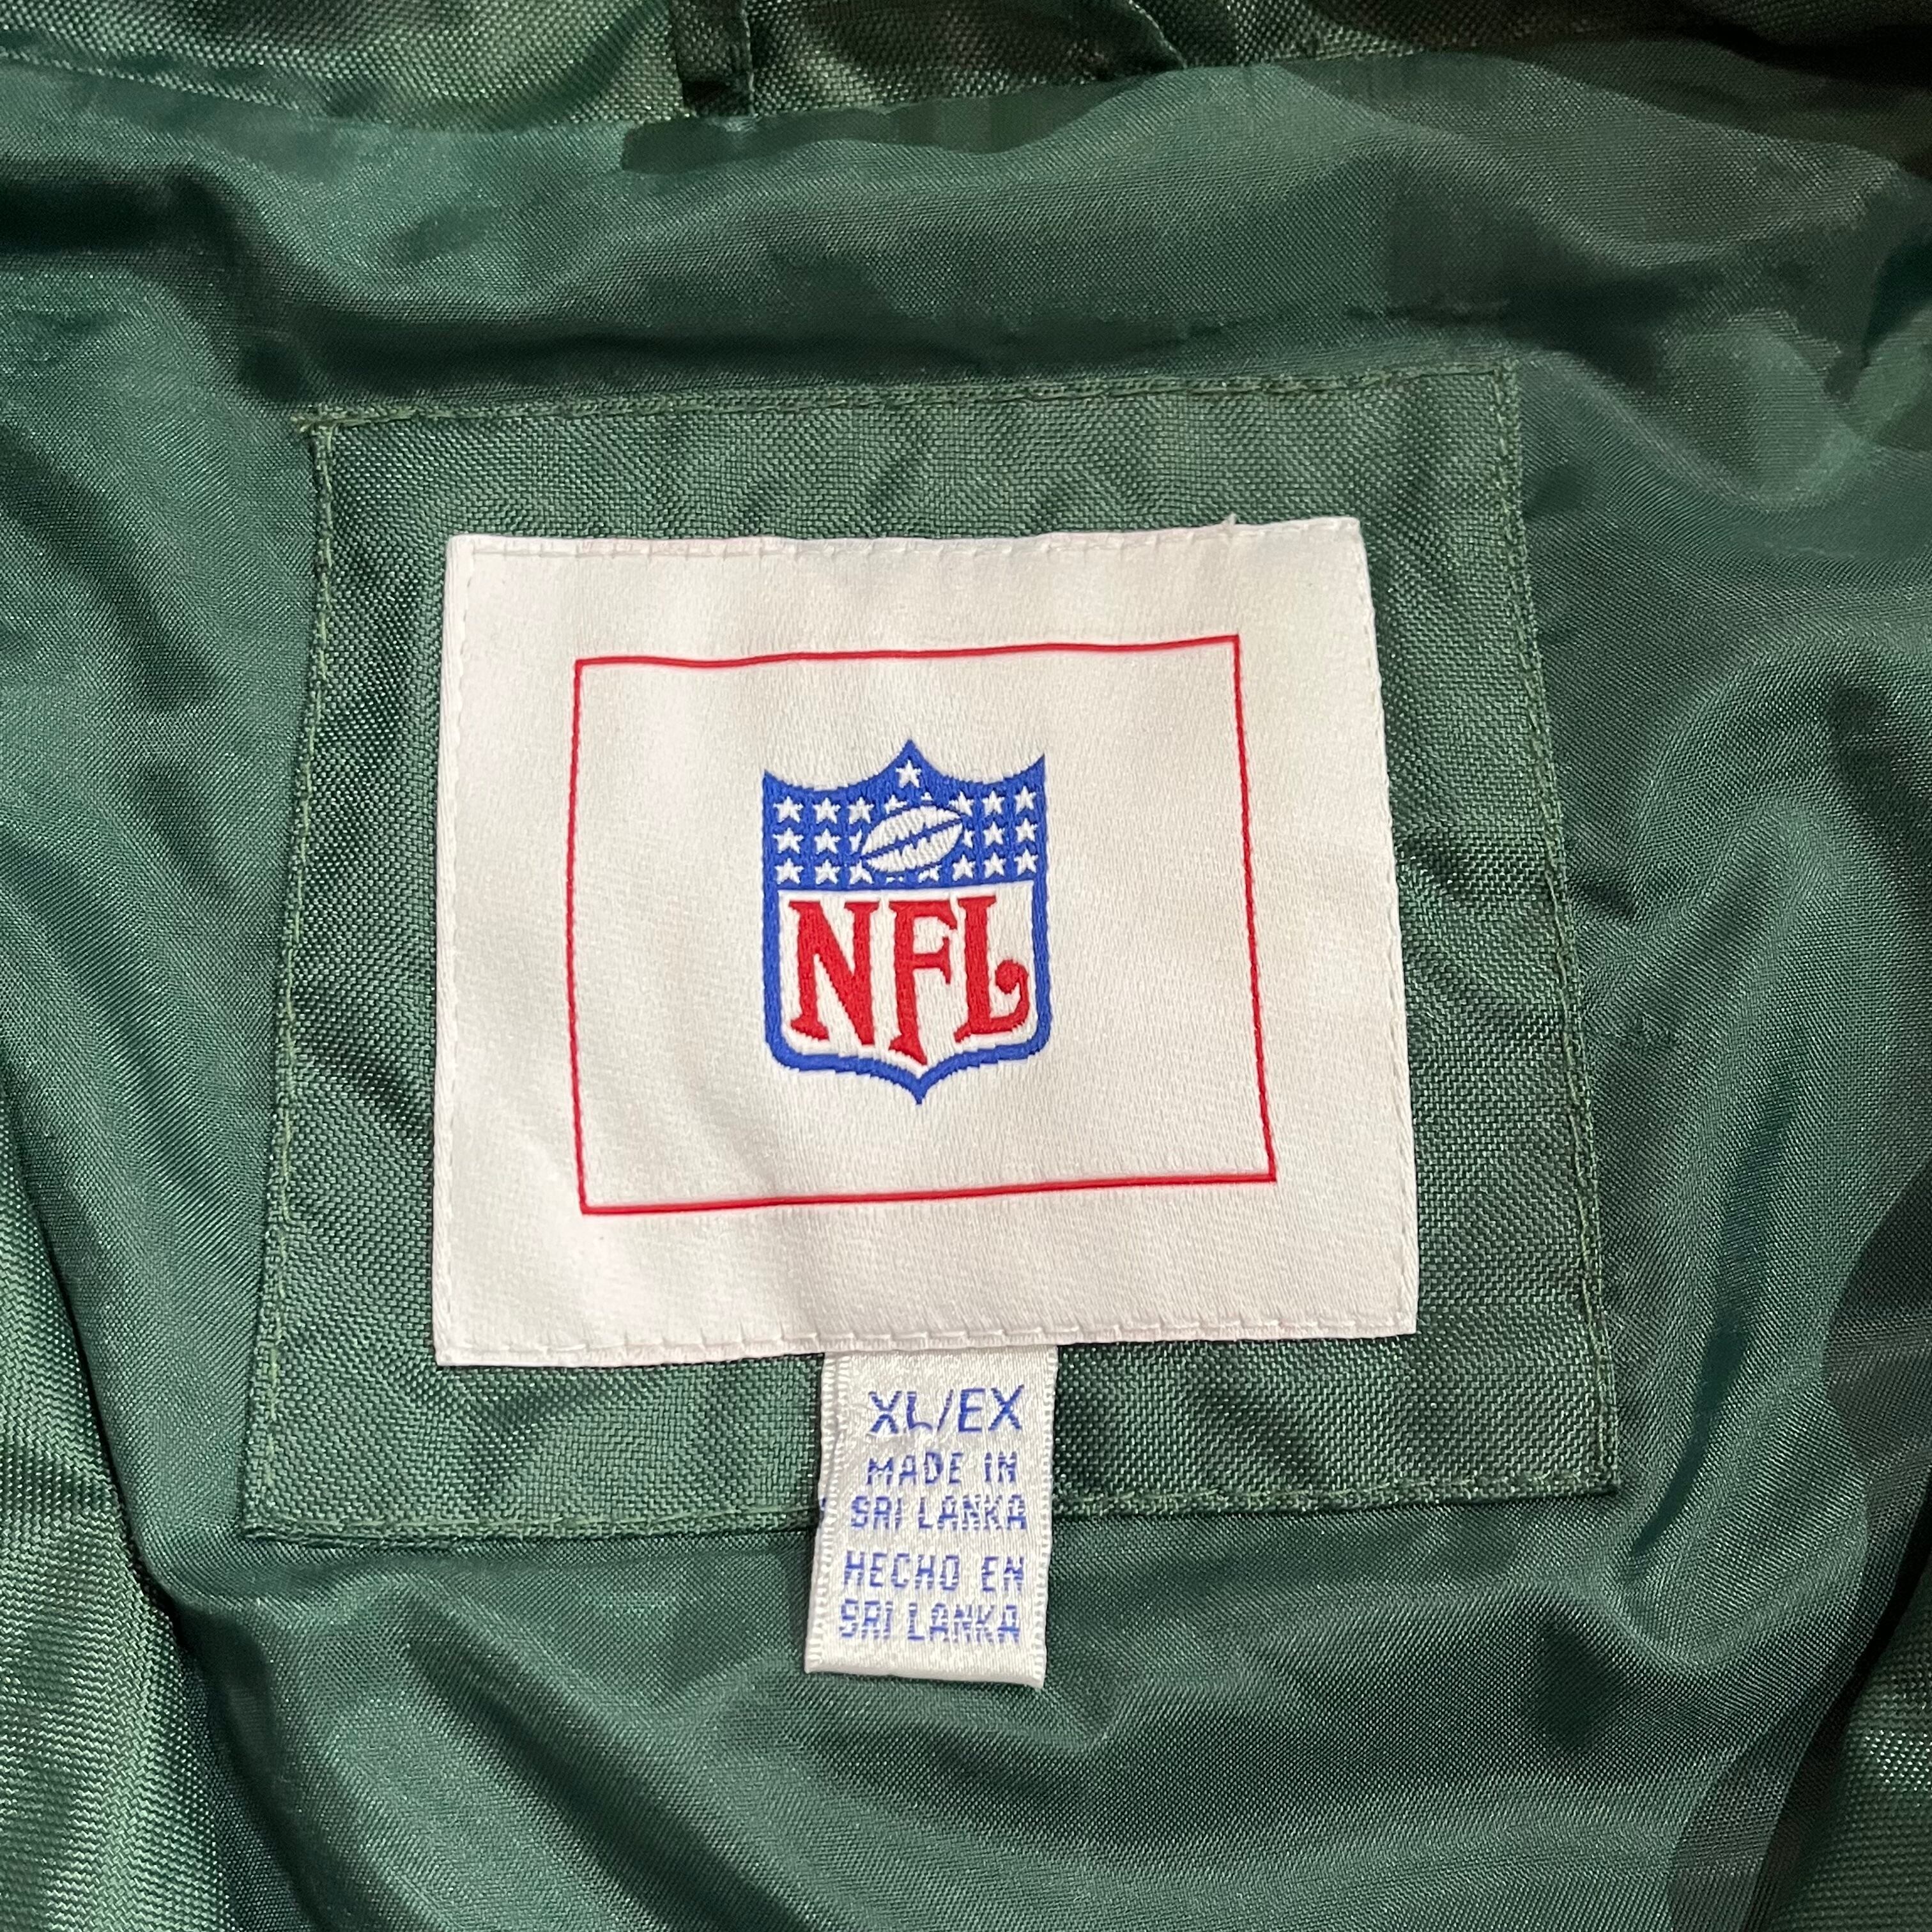 NFL
XL/EX
MADE IN
SRI LANKA
HECHO EN
SRI LANKA